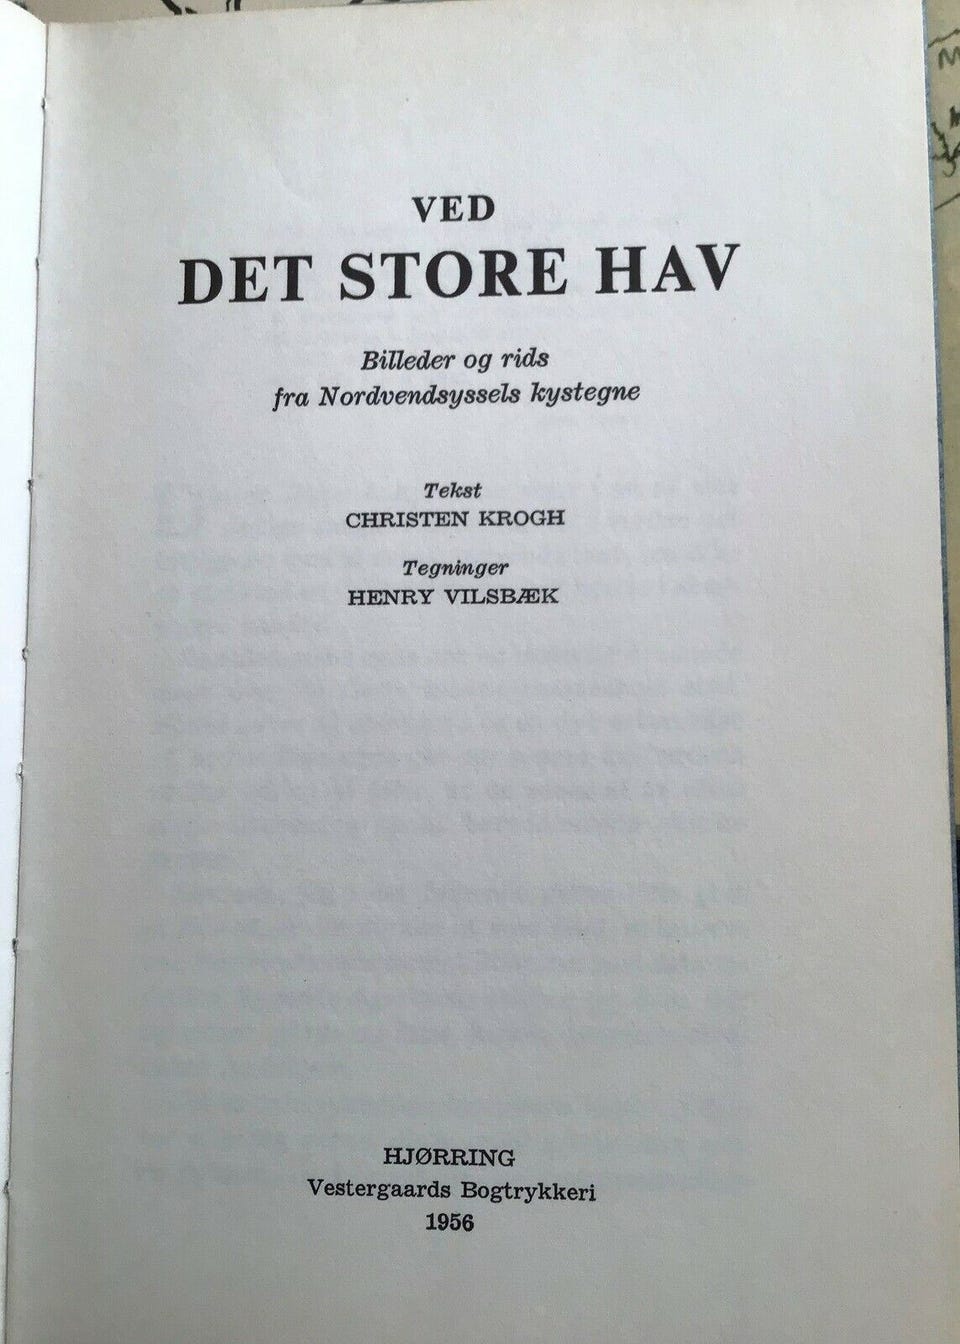 VED
DET STORE HAV
Billeder og rids
fra Nordvendsyssels kystegne
Tekst
CHRISTEN KROGH
Tegninger
HENRY VILSBÆK
HJØRRING
Vestergaards Bogtrykkeri
1956